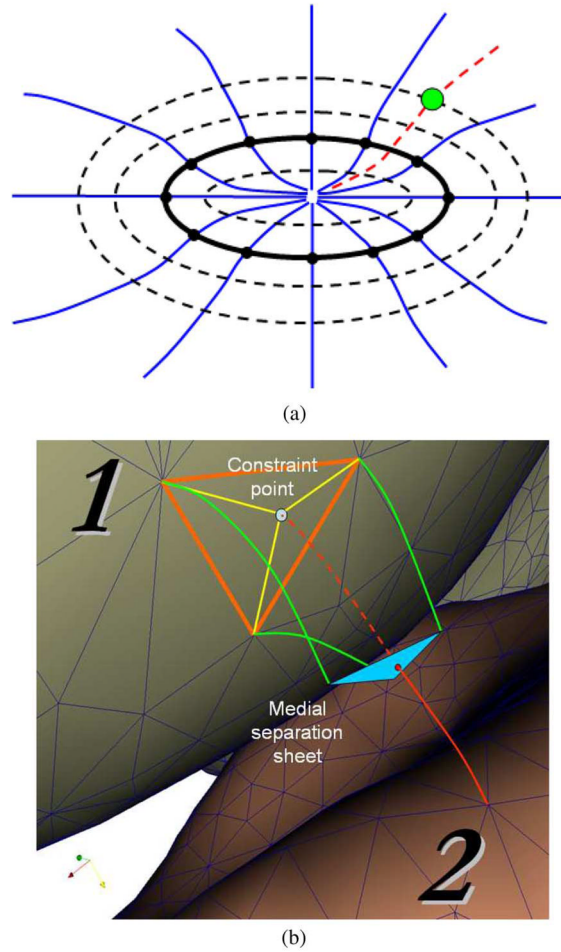 (a)
1
Constraint
point
Medial
separation
sheet
2
(b)